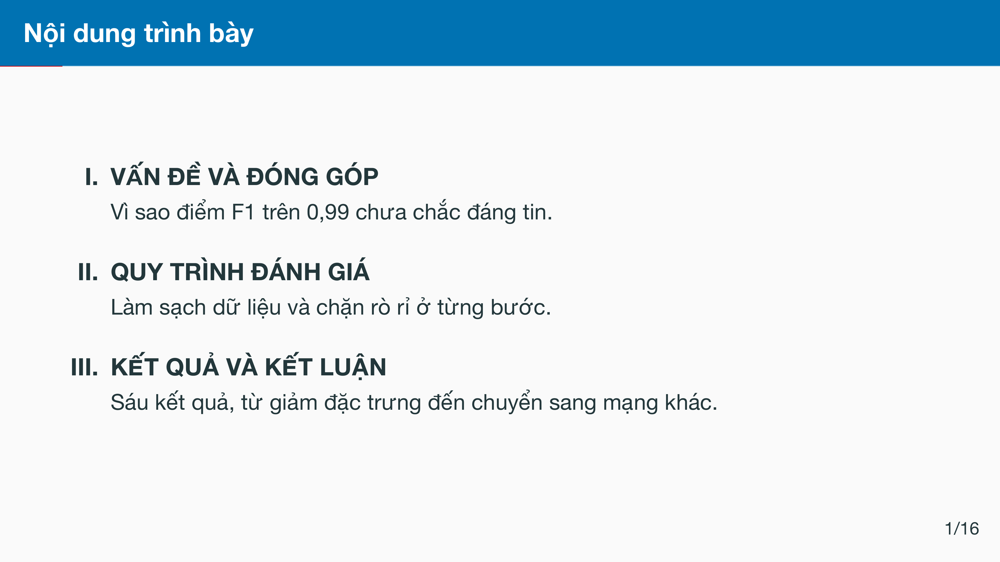 Nội dung trình bày
I. VẤN ĐỀ VÀ ĐÓNG GÓP
Vì sao điểm F1 trên 0,99 chưa chắc đáng tin.
II. QUY TRÌNH ĐÁNH GIÁ
Làm sạch dữ liệu và chặn rò rỉ ở từng bước.
III. KẾT QUẢ VÀ KẾT LUẬN
Sáu kết quả, từ giảm đặc trưng đến chuyển sang mạng khác.
1/16